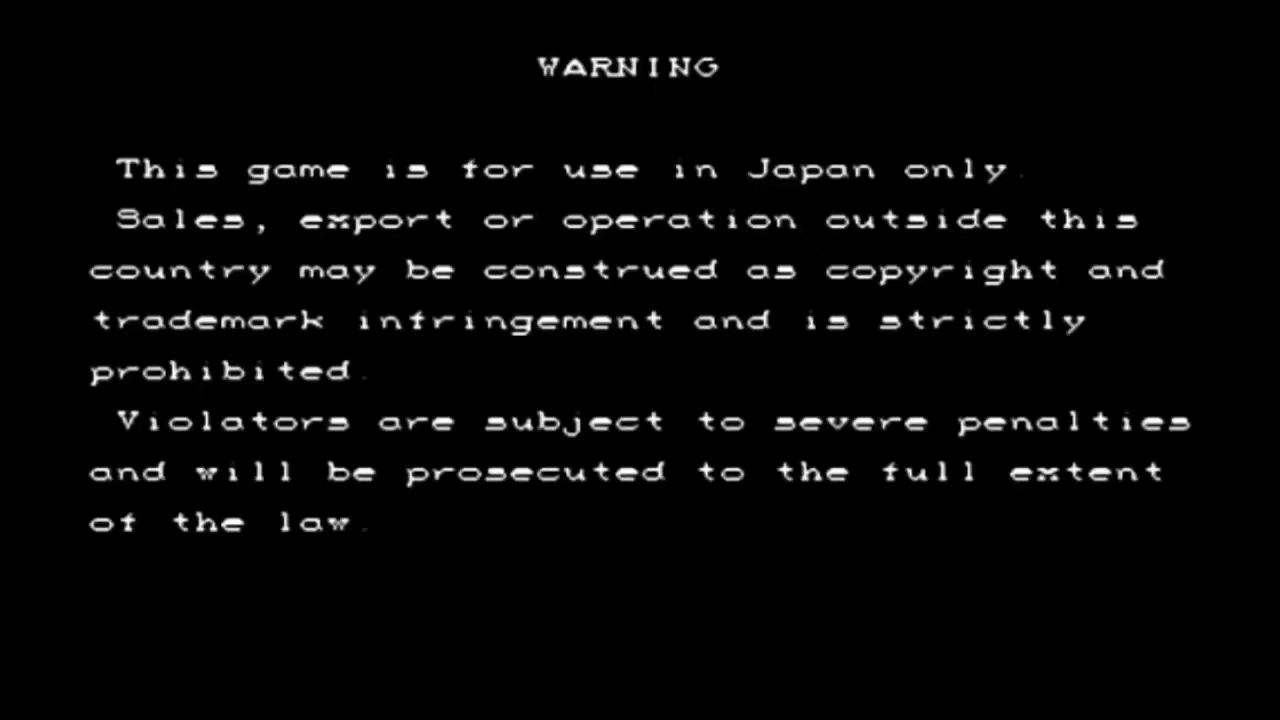 WARNING
This game is for use in Japan only.
Sales, export or operation outside this
country may be construed as copyright and
trademark infringement and is strictly
prohibited.
Violators are subject to severe penalties
and will be prosecuted to the full extent
of the law.